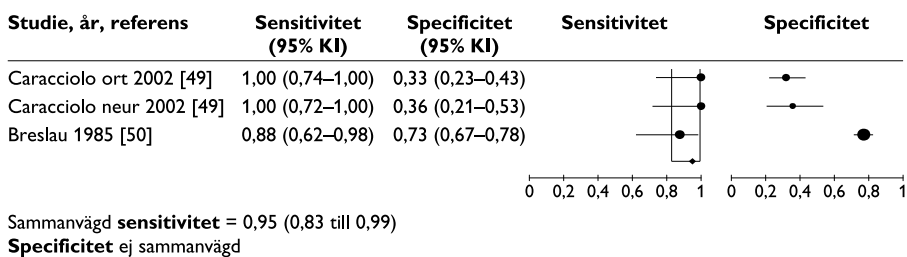 Studie, år, referens Sensitivitet Specificitet Sensitivitet Specificitet
(95% KI) (95% KI)
Caracciolo ort 2002 [49] 1,00 (0,74–1,00) 0,33 (0,23–0,43)
Caracciolo neur 2002 [49] 1,00 (0,72–1,00) 0,36 (0,21–0,53)
Breslau 1985 [50] 0,88 (0,62–0,98) 0,73 (0,67–0,78)
0 0,2 0,4 0,6 0,8 1 0 0,2 0,4 0,6 0,8 1
Sammanvägd sensitivitet = 0,95 (0,83 till 0,99)
Specificitet ej sammanvägd